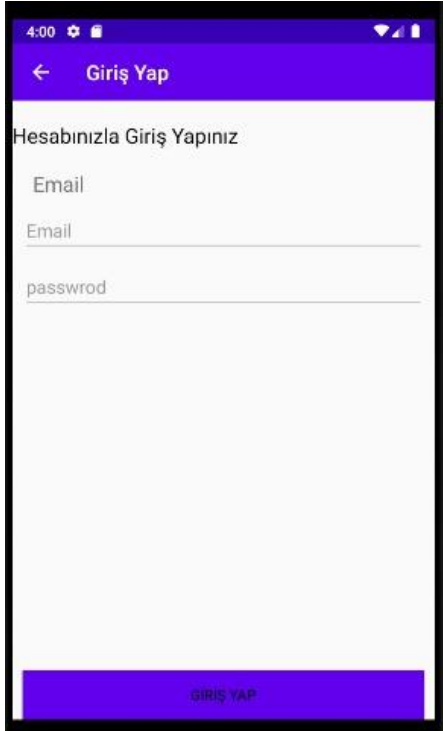 4:00
Giriş Yap
Hesabınızla Giriş Yapınız
Email
Email
passwrod
GIRIŞ YAP